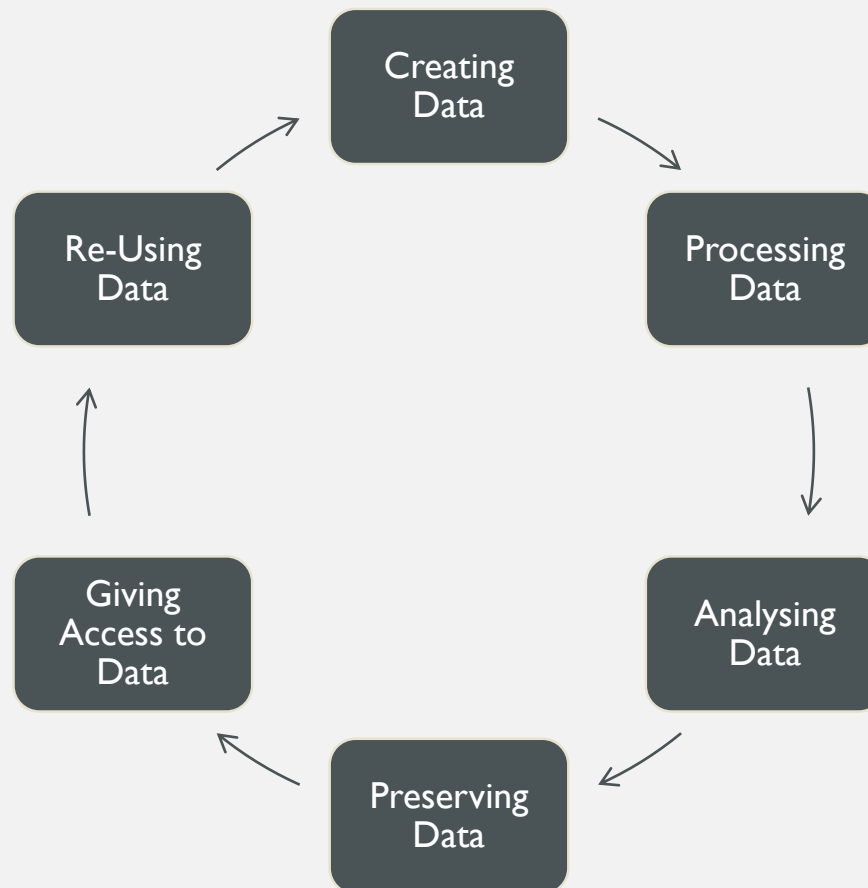 Creating
Data
Processing
Data
Analysing
Data
Preserving
Data
Giving
Access to
Data
Re-Using
Data